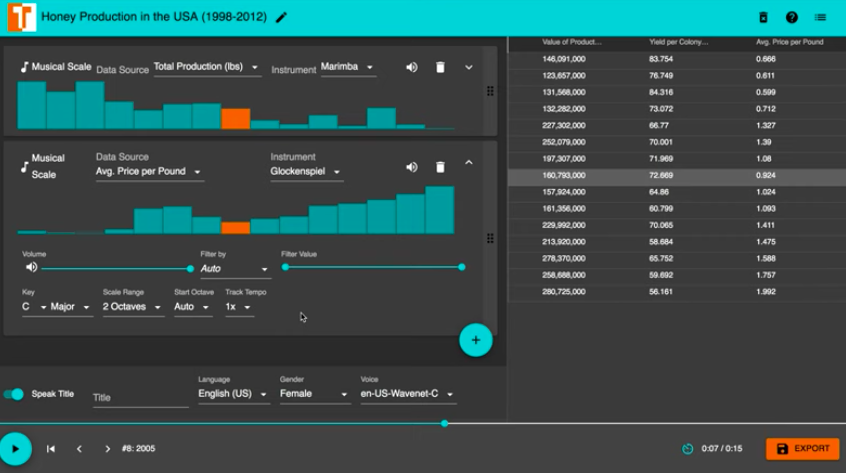 T Honey Production in the USA (1998-2012)
Musical Scale Data Source Total Production (lbs) Instrument Marimba
Musical Scale
Data Source
Avg. Price per Pound
Instrument
Glockenspiel
Volume Filter by Auto Filter Value
Key Scale Range Start Octave Track Tempo
C Major 2 Octaves Auto 1x
+
Speak Title Title
Language Gender Voice
English (US) Female en-US-Wavenet-C
#8: 2005
0:07 / 0:15 EXPORT
Value of Product... Yield per Colony... Avg. Price per Pound
146,091,000 83.754 0.666
123,657,000 76.749 0.611
131,568,000 84.316 0.599
132,282,000 73.072 0.712
227,302,000 66.77 1.327
252,079,000 70.001 1.39
197,307,000 71.969 1.08
160,793,000 72.669 0.924
157,924,000 64.86 1.024
161,356,000 60.799 1.093
229,992,000 70.065 1.411
213,920,000 58.684 1.475
278,370,000 65.752 1.588
258,688,000 59.692 1.757
280,725,000 56.161 1.992